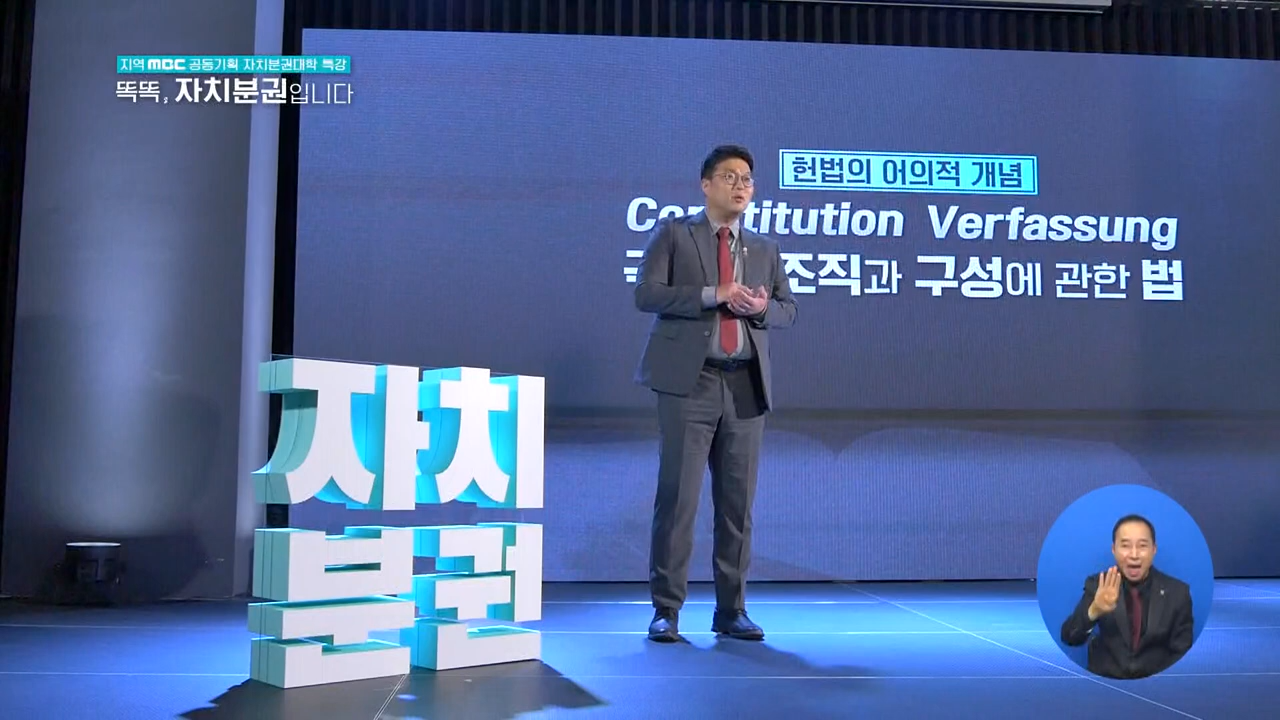 지역 MBC 공동기획 자치분권대학 특강
똑똑, 자치분권입니다
헌법의 어의적 개념
Verfassung
조직과 구성에 관한 법
자치
분권